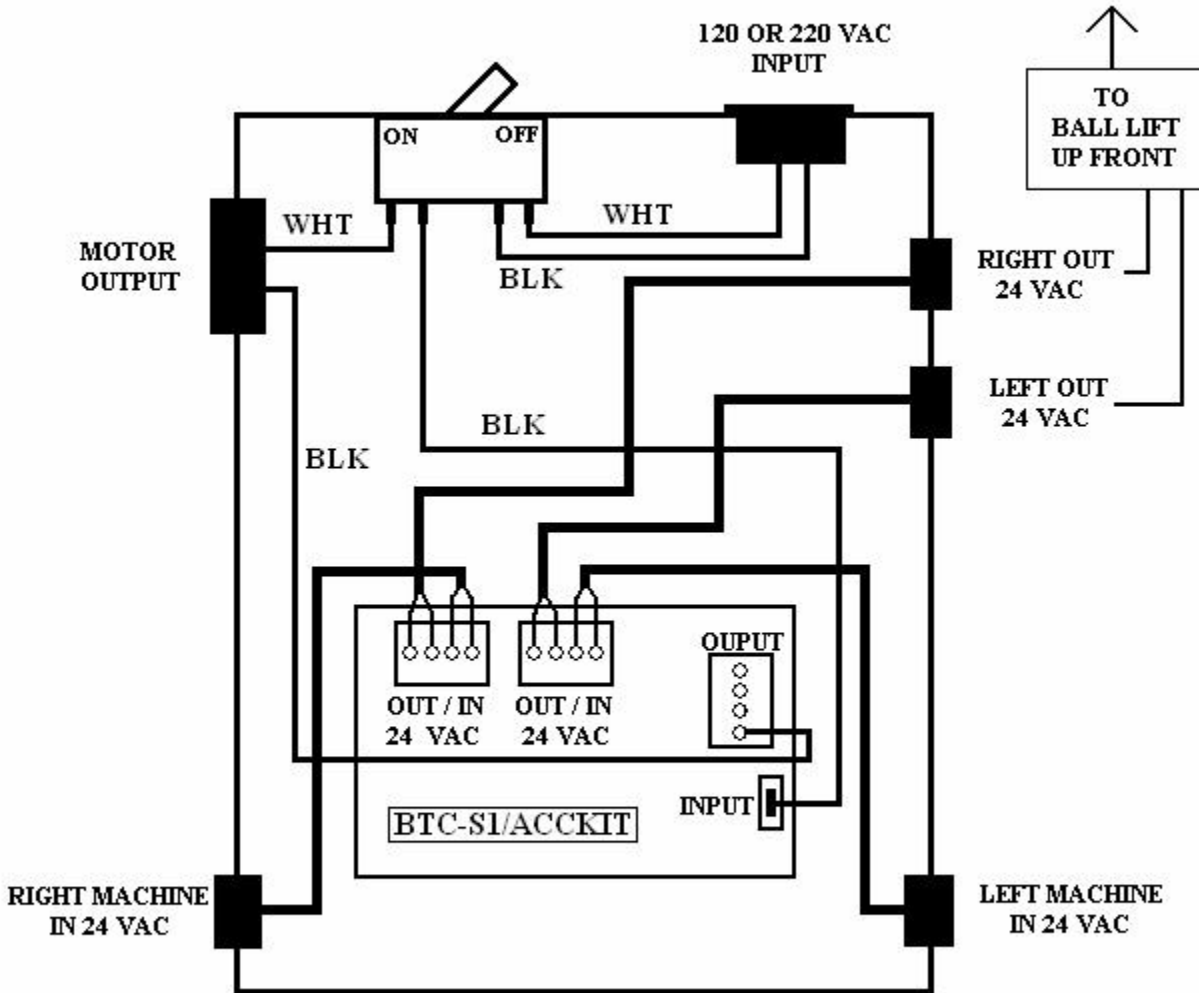 120 OR 220 VAC
INPUT
TO
BALL LIFT
UP FRONT
ON
OFF
WHT
WHT
MOTOR
OUTPUT
BLK
RIGHT OUT
24 VAC
LEFT OUT
24 VAC
BLK
BLK
OUPUT
OUT / IN
24 VAC
OUT / IN
24 VAC
INPUT
BTC-S1/ACCKIT
RIGHT MACHINE
IN 24 VAC
LEFT MACHINE
IN 24 VAC